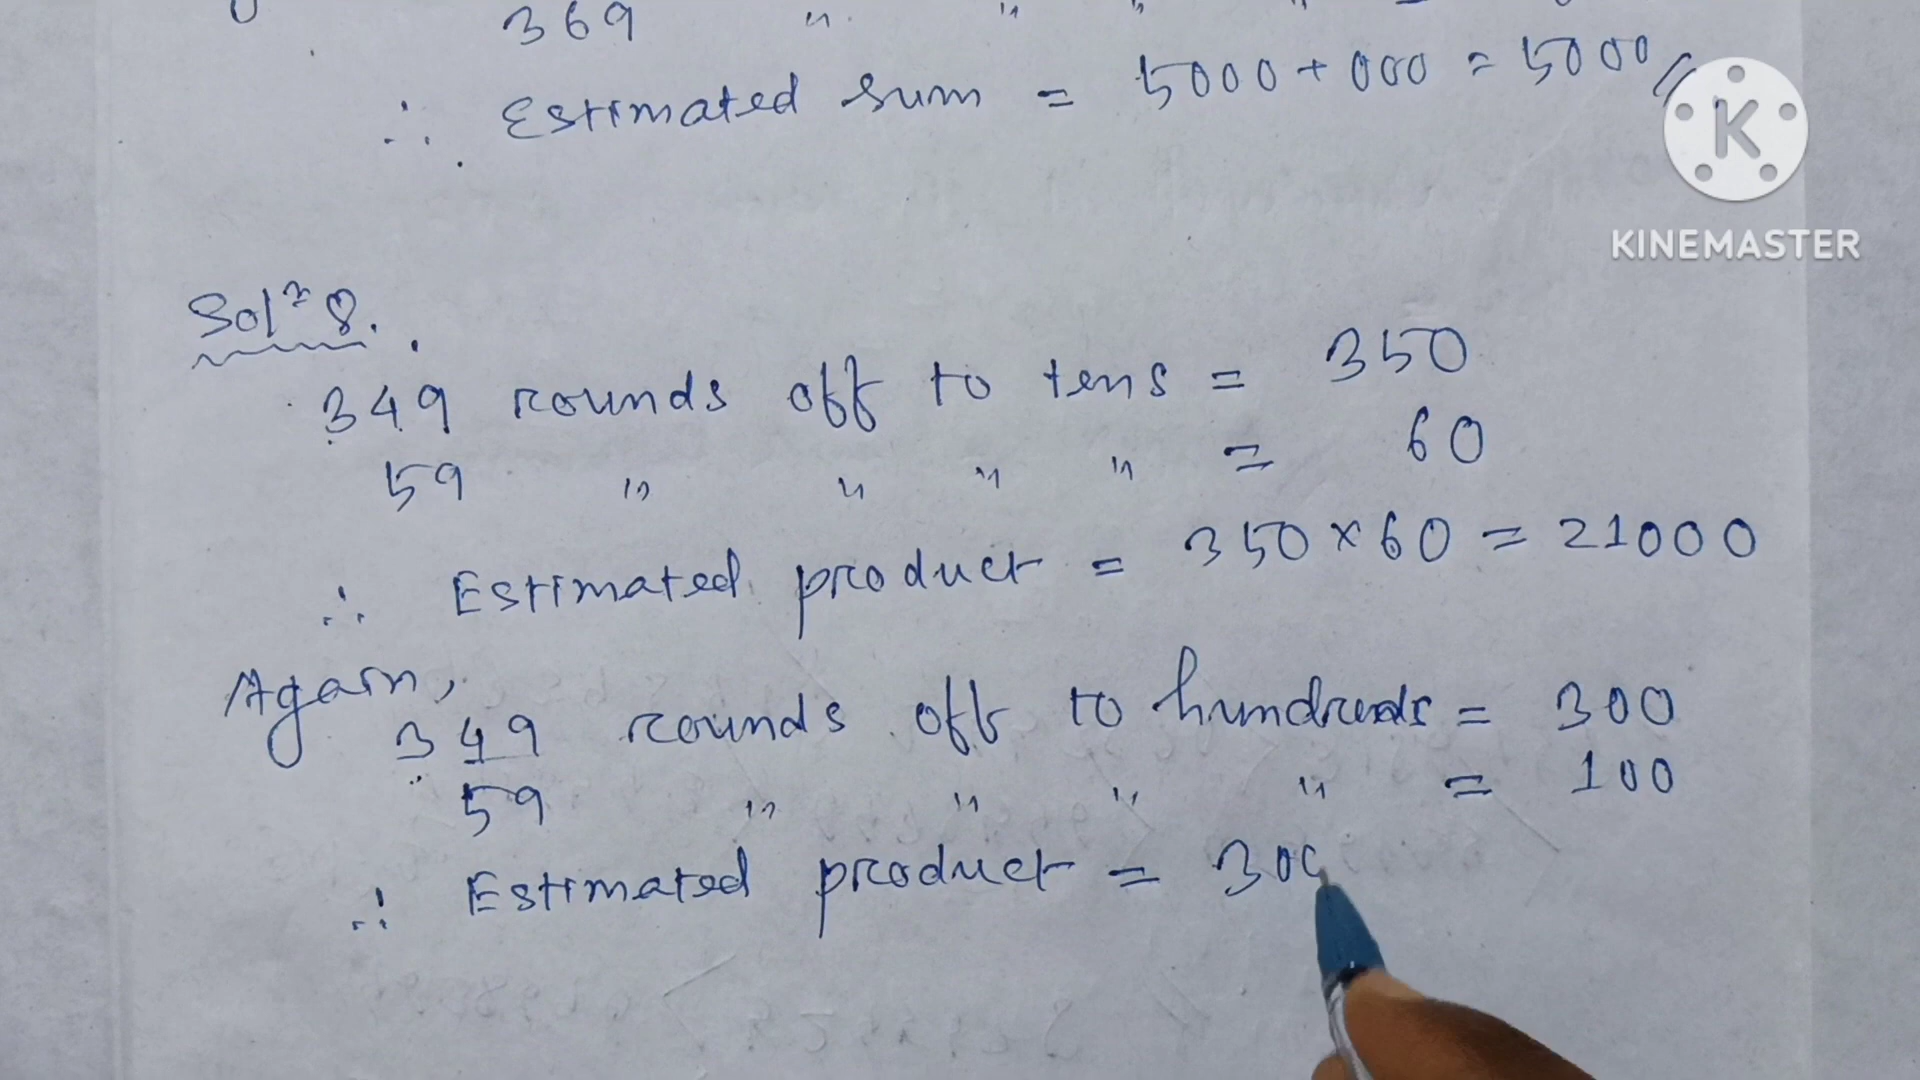 369 " " " "
∴ Estimated sum = 5000 + 000 = 5000 //
K
KINEMASTER
Solⁿ 8.
349 rounds off to tens = 350
59 " " " " = 60
∴ Estimated product = 350 × 60 = 21000
Again,
349 rounds off to hundreds = 300
59 " " " " = 100
∴ Estimated product = 300